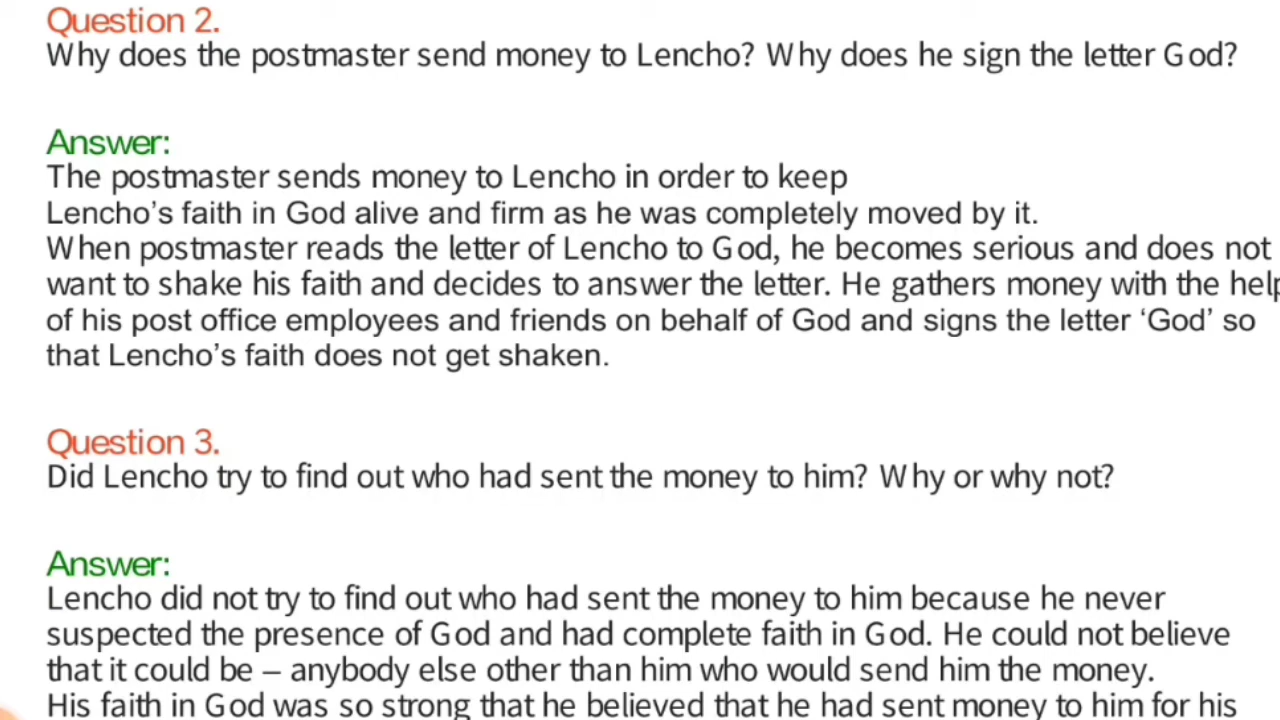 Question 2.
Why does the postmaster send money to Lencho? Why does he sign the letter God?
Answer:
The postmaster sends money to Lencho in order to keep
Lencho’s faith in God alive and firm as he was completely moved by it.
When postmaster reads the letter of Lencho to God, he becomes serious and does not
want to shake his faith and decides to answer the letter. He gathers money with the help
of his post office employees and friends on behalf of God and signs the letter ‘God’ so
that Lencho’s faith does not get shaken.
Question 3.
Did Lencho try to find out who had sent the money to him? Why or why not?
Answer:
Lencho did not try to find out who had sent the money to him because he never
suspected the presence of God and had complete faith in God. He could not believe
that it could be – anybody else other than him who would send him the money.
His faith in God was so strong that he believed that he had sent money to him for his